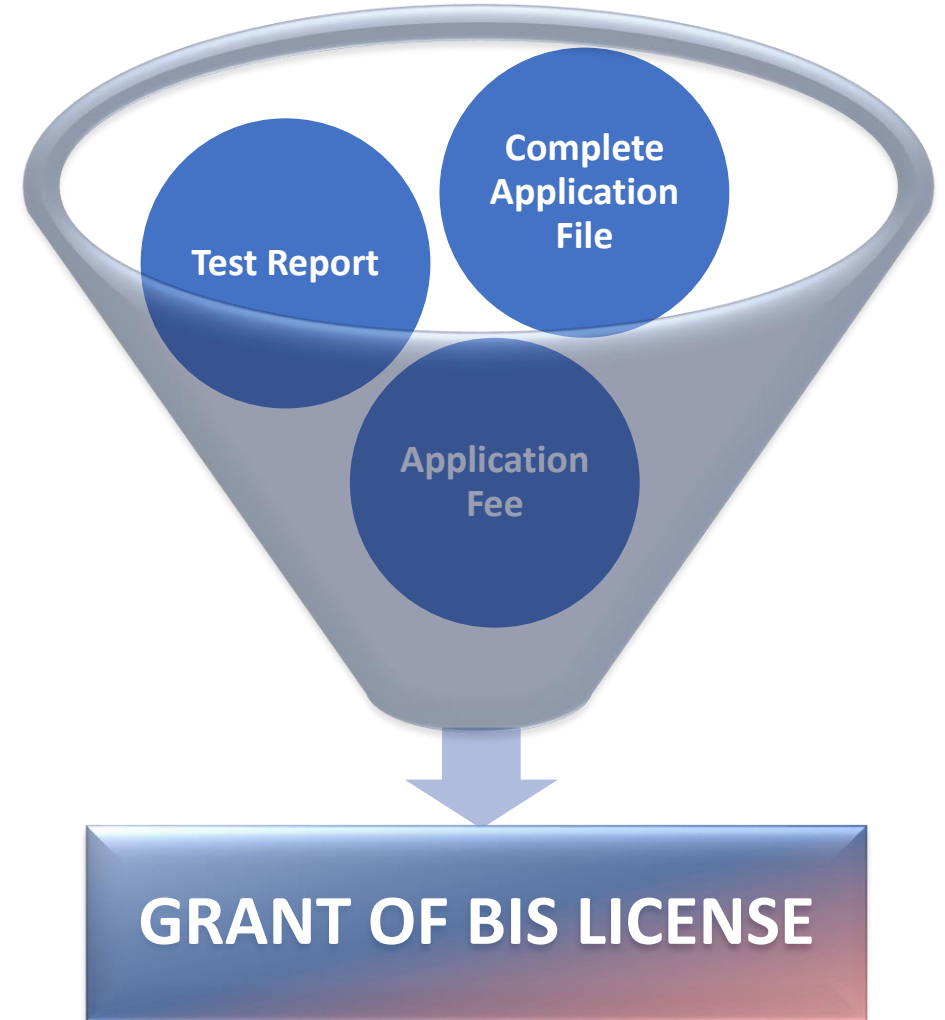 Complete
Application
File
Test Report
Application
Fee
GRANT OF BIS LICENSE